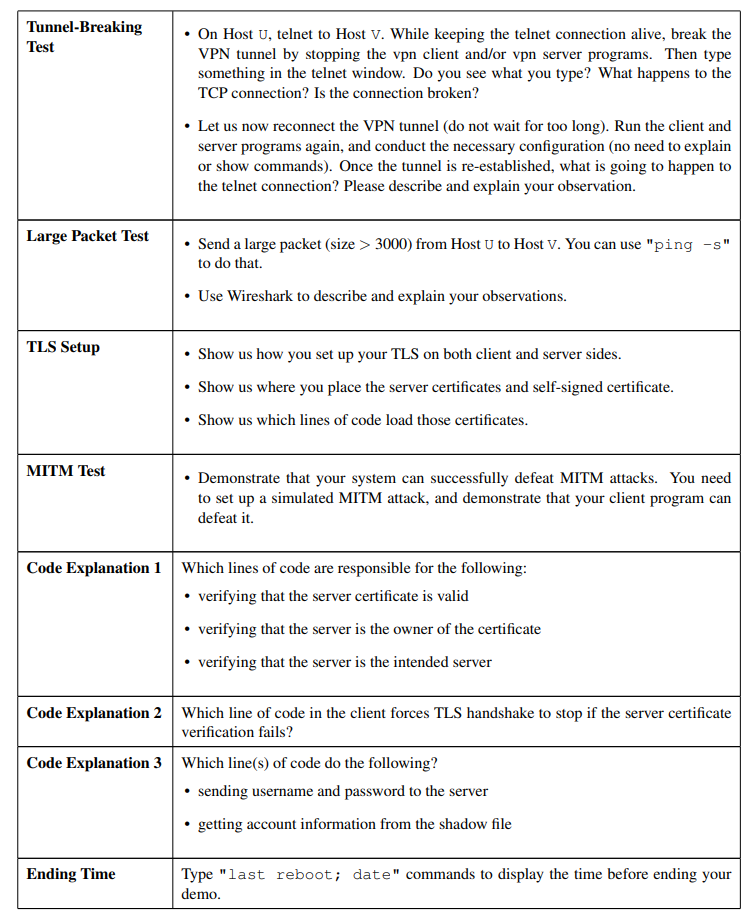 Tunnel-Breaking
Test
• On Host U, telnet to Host V. While keeping the telnet connection alive, break the
VPN tunnel by stopping the vpn client and/or vpn server programs. Then type
something in the telnet window. Do you see what you type? What happens to the
TCP connection? Is the connection broken?
• Let us now reconnect the VPN tunnel (do not wait for too long). Run the client and
server programs again, and conduct the necessary configuration (no need to explain
or show commands). Once the tunnel is re-established, what is going to happen to
the telnet connection? Please describe and explain your observation.
Large Packet Test
• Send a large packet (size > 3000) from Host U to Host V. You can use "ping -s"
to do that.
• Use Wireshark to describe and explain your observations.
TLS Setup
• Show us how you set up your TLS on both client and server sides.
• Show us where you place the server certificates and self-signed certificate.
• Show us which lines of code load those certificates.
MITM Test
• Demonstrate that your system can successfully defeat MITM attacks. You need
to set up a simulated MITM attack, and demonstrate that your client program can
defeat it.
Code Explanation 1
Which lines of code are responsible for the following:
• verifying that the server certificate is valid
• verifying that the server is the owner of the certificate
• verifying that the server is the intended server
Code Explanation 2
Which line of code in the client forces TLS handshake to stop if the server certificate
verification fails?
Code Explanation 3
Which line(s) of code do the following?
• sending username and password to the server
• getting account information from the shadow file
Ending Time
Type "last reboot; date" commands to display the time before ending your
demo.